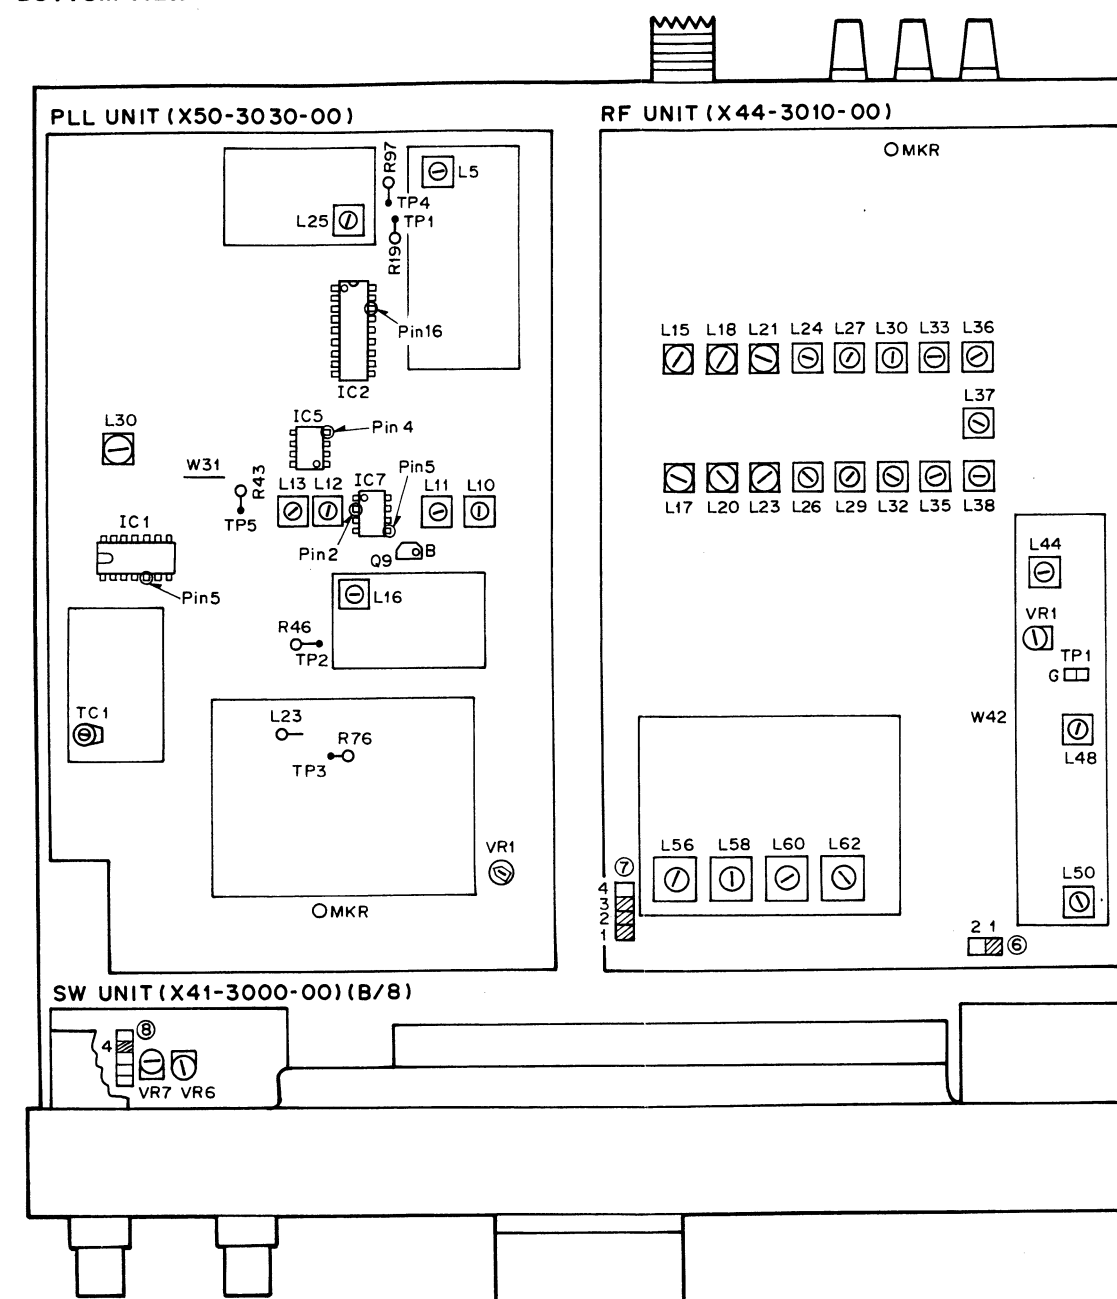 PLL UNIT (X50-3030-00)
R97
L5
TP4
L25
TP1
R190
Pin16
IC2
L30
IC5
Pin 4
W31
R43
TP5
L13 L12 IC7 Pin5 L11 L10
IC1
Pin2
Q9 B
Pin5
L16
R46
TP2
TC1
L23
R76
TP3
VR1
MKR
RF UNIT (X44-3010-00)
MKR
L15 L18 L21 L24 L27 L30 L33 L36
L37
L17 L20 L23 L26 L29 L32 L35 L38
L44
VR1
TP1
G
W42
L48
L56 L58 L60 L62
L50
⑦
4
3
2
1
2 1 ⑥
SW UNIT (X41-3000-00) (B/8)
⑧
4
VR7 VR6